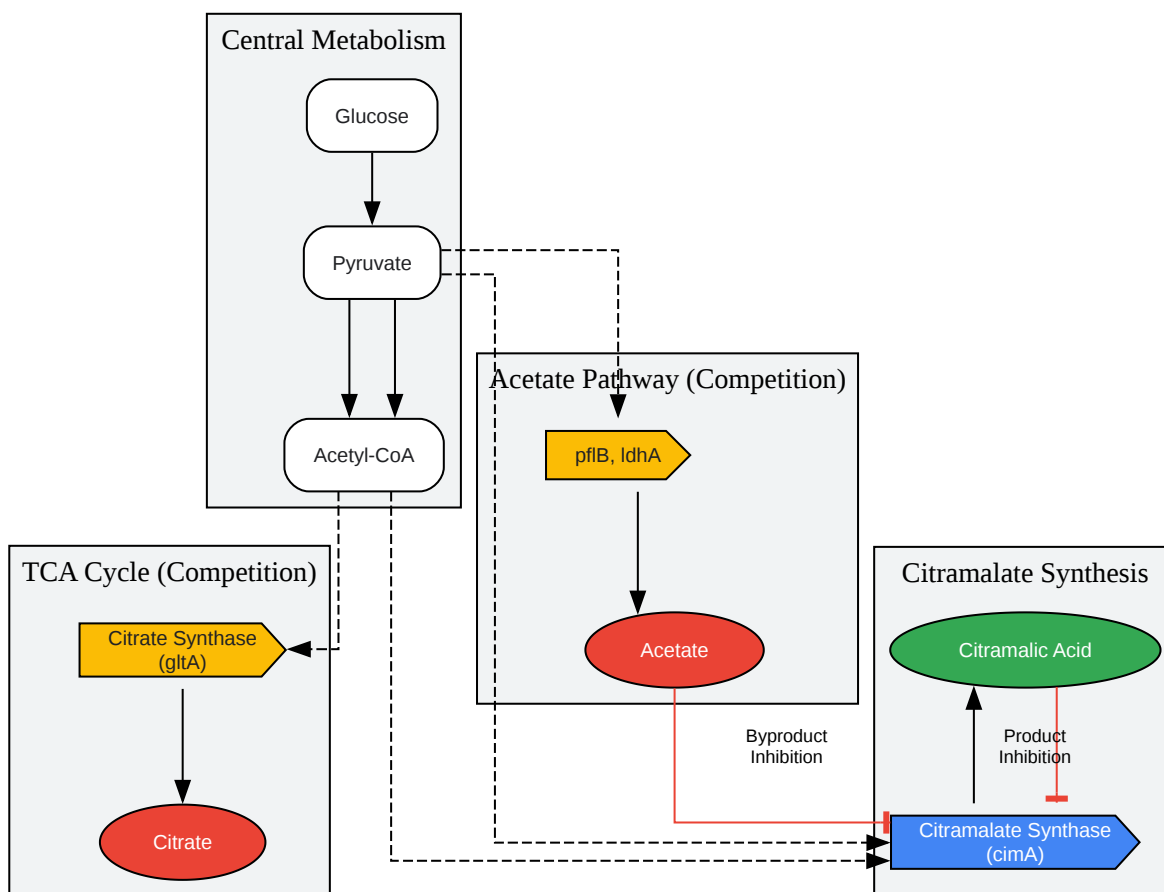 Central Metabolism
Glucose
Pyruvate
Acetyl-CoA
Acetate Pathway (Competition)
pflB, ldhA
Acetate
TCA Cycle (Competition)
Citrate Synthase
(gltA)
Citrate
Citramalate Synthesis
Citramalic Acid
Byproduct
Inhibition
Product
Inhibition
Citramalate Synthase
(cimA)